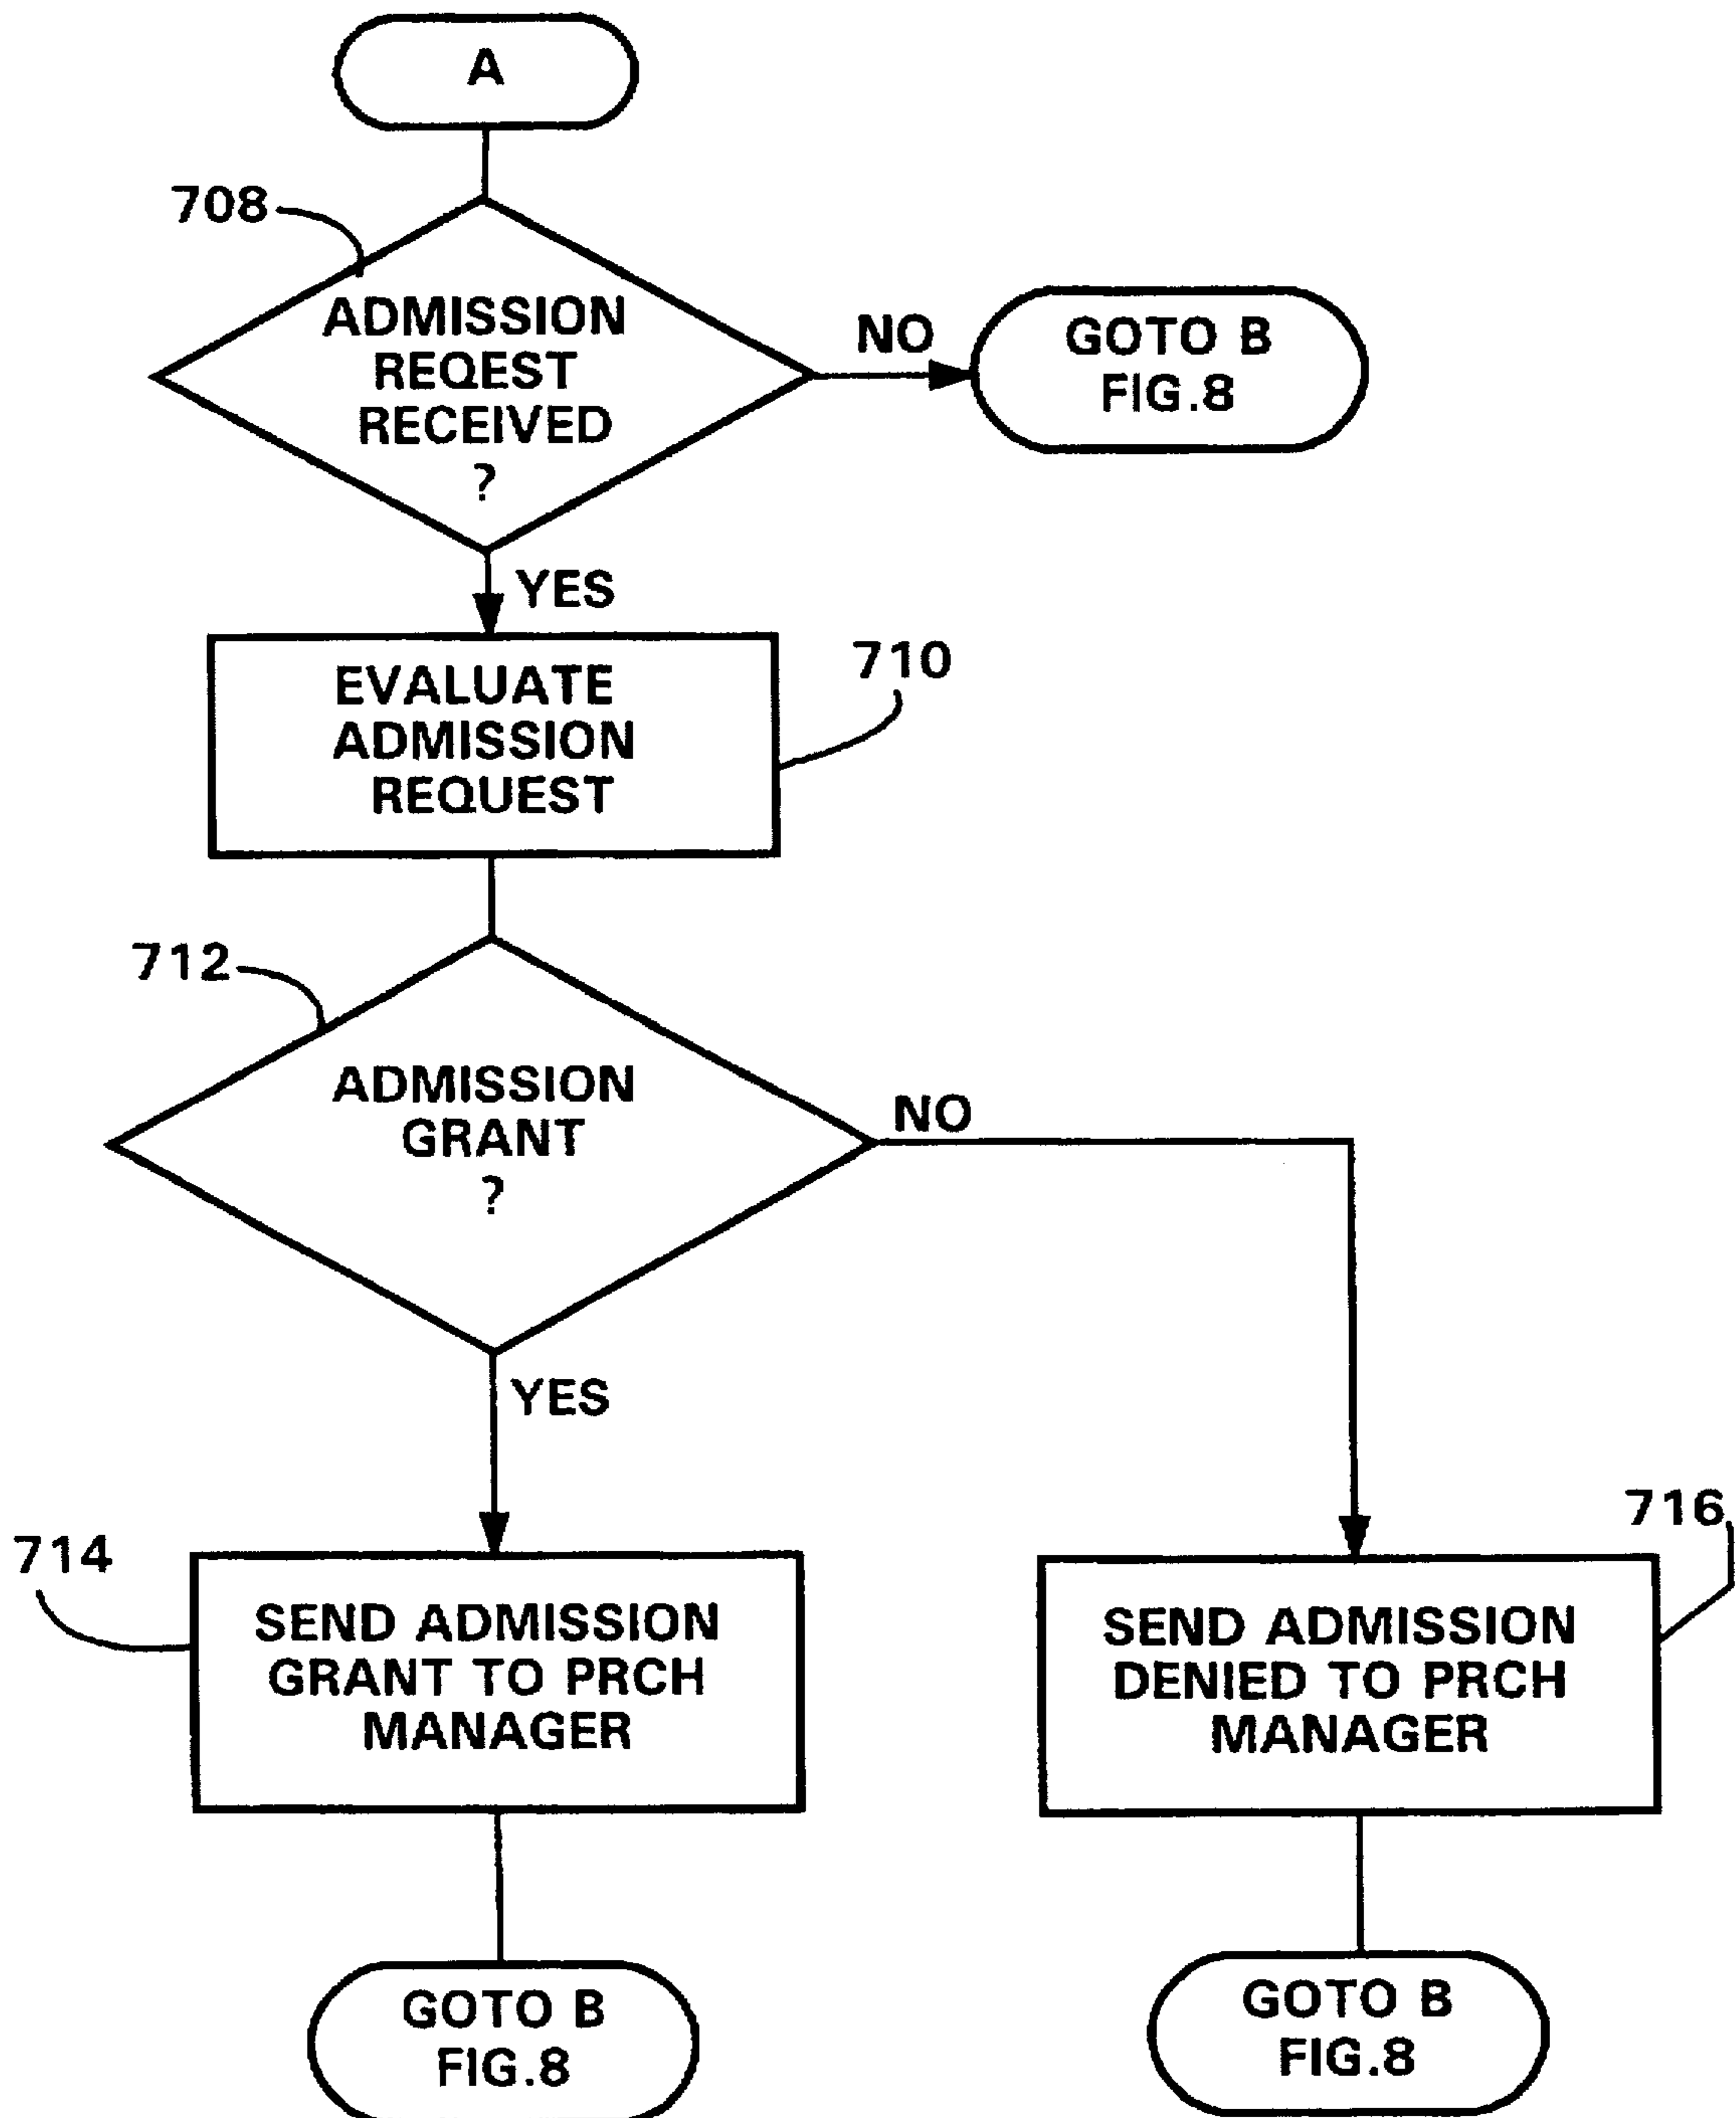 A
708
ADMISSION
REQEST
RECEIVED
?
NO
GOTO B
FIG.8
YES
EVALUATE
ADMISSION
REQUEST
710
712
ADMISSION
GRANT
?
NO
YES
714
SEND ADMISSION
GRANT TO PRCH
MANAGER
716
SEND ADMISSION
DENIED TO PRCH
MANAGER
GOTO B
FIG.8
GOTO B
FIG.8